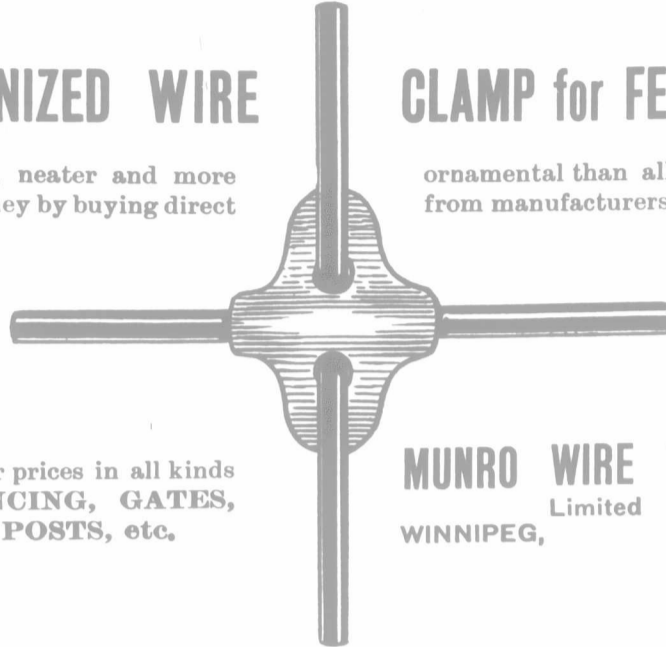 NIZED WIRE CLAMP for FE
neater and more ornamental than all
ey by buying direct from manufacturers
r prices in all kinds
NCING, GATES,
POSTS, etc.
MUNRO WIRE
Limited
WINNIPEG,